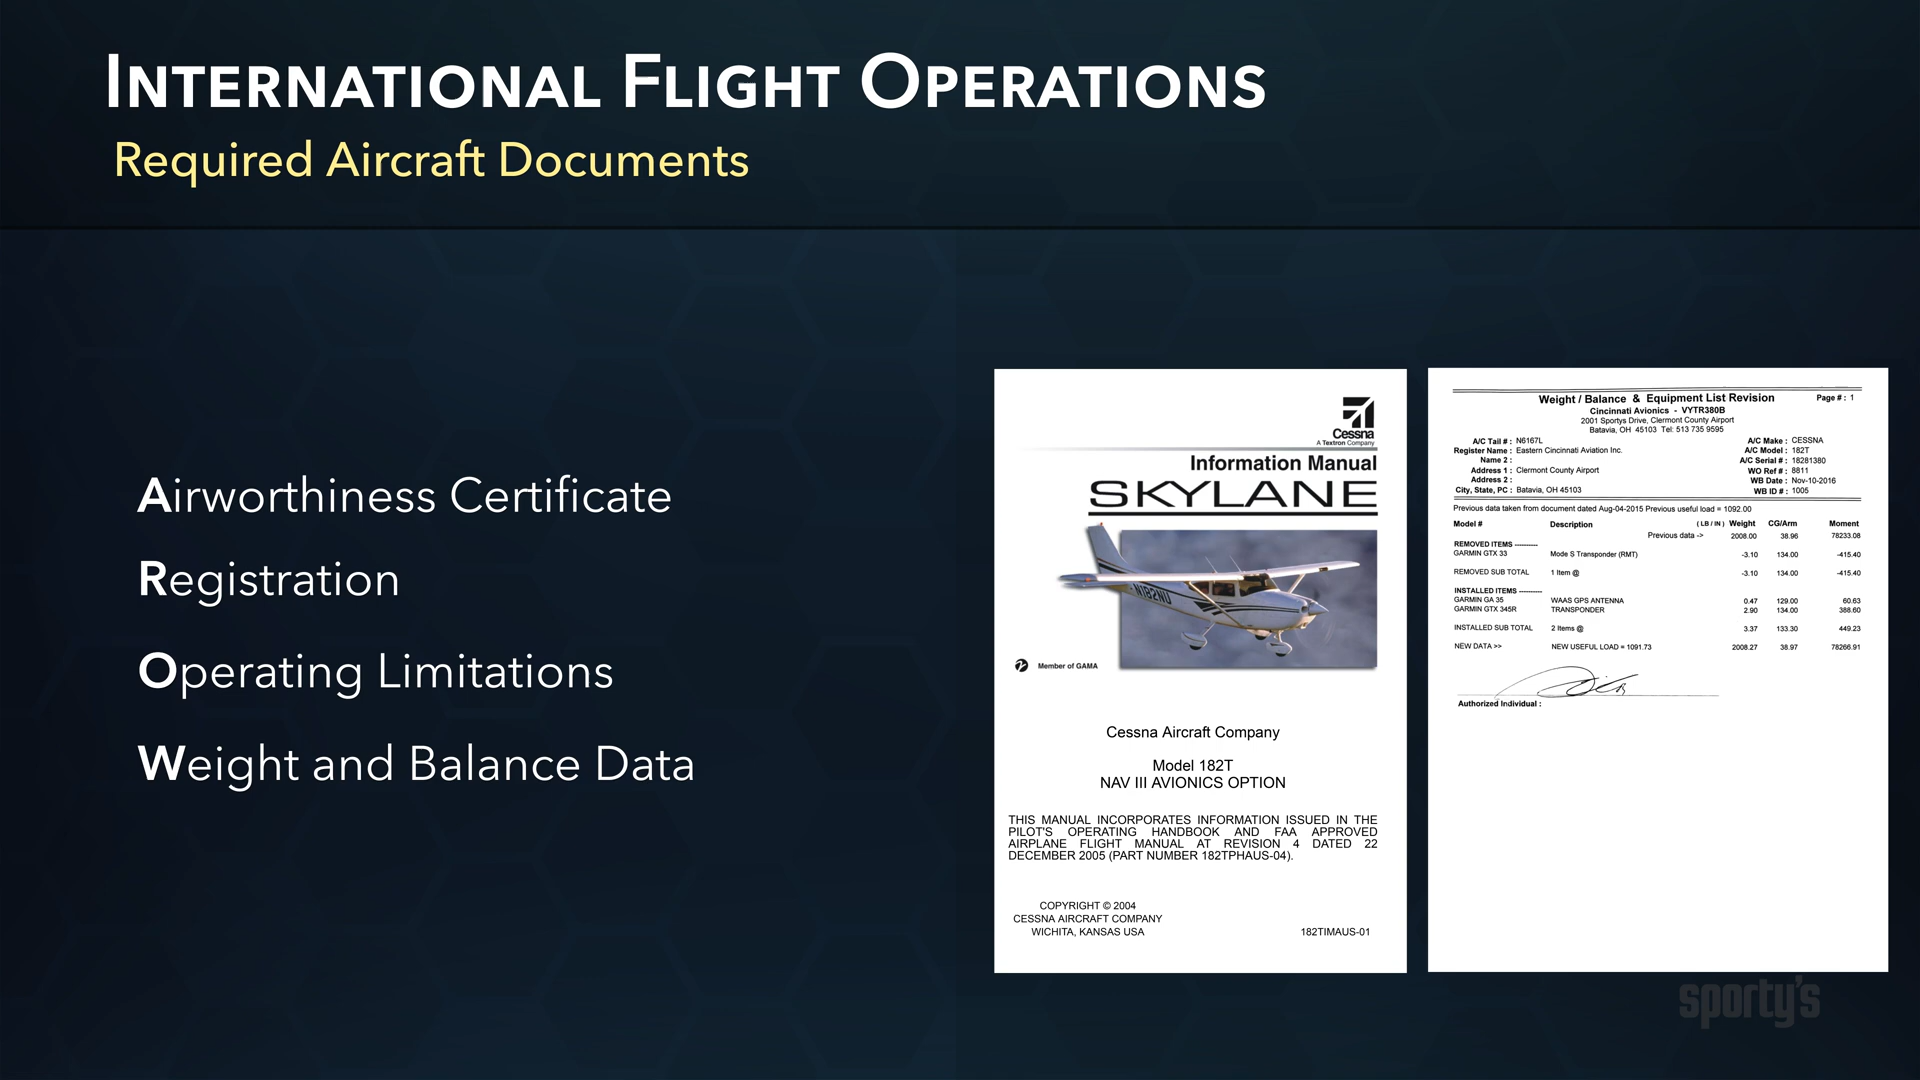 INTERNATIONAL FLIGHT OPERATIONS
Required Aircraft Documents
Airworthiness Certificate
Registration
Operating Limitations
Weight and Balance Data
Cessna
A Textron Company
Information Manual
SKYLANE
N182NU
Member of GAMA
Cessna Aircraft Company
Model 182T
NAV III AVIONICS OPTION
THIS MANUAL INCORPORATES INFORMATION ISSUED IN THE
PILOT'S OPERATING HANDBOOK AND FAA APPROVED
AIRPLANE FLIGHT MANUAL AT REVISION 4 DATED 22
DECEMBER 2005 (PART NUMBER 182TPHAUS-04).
COPYRIGHT © 2004
CESSNA AIRCRAFT COMPANY
WICHITA, KANSAS USA 182TIMAUS-01
Weight / Balance & Equipment List Revision Page # : 1
Cincinnati Avionics - VYTR380B
2001 Sportys Drive, Clermont County Airport
Batavia, OH 45103 Tel: 513 735 9595
A/C Tail # : N6167L A/C Make : CESSNA
Register Name : Eastern Cincinnati Aviation Inc. A/C Model : 182T
Name 2 : A/C Serial # : 18281380
Address 1 : Clermont County Airport WO Ref # : 8811
Address 2 : WB Date : Nov-10-2016
City, State, PC : Batavia, OH 45103 WB ID # : 1005
Previous data taken from document dated Aug-04-2015 Previous useful load = 1092.00
Model # Description ( LB / IN ) Weight CG/Arm Moment
Previous data -> 2008.00 38.96 78233.08
REMOVED ITEMS ----------
GARMIN GTX 33 Mode S Transponder (RMT) -3.10 134.00 -415.40
REMOVED SUB TOTAL 1 Item @ -3.10 134.00 -415.40
INSTALLED ITEMS ----------
GARMIN GA 35 WAAS GPS ANTENNA 0.47 129.00 60.63
GARMIN GTX 345R TRANSPONDER 2.90 134.00 388.60
INSTALLED SUB TOTAL 2 Items @ 3.37 133.30 449.23
NEW DATA >> NEW USEFUL LOAD = 1091.73 2008.27 38.97 78266.91
Authorized Individual :
sporty's